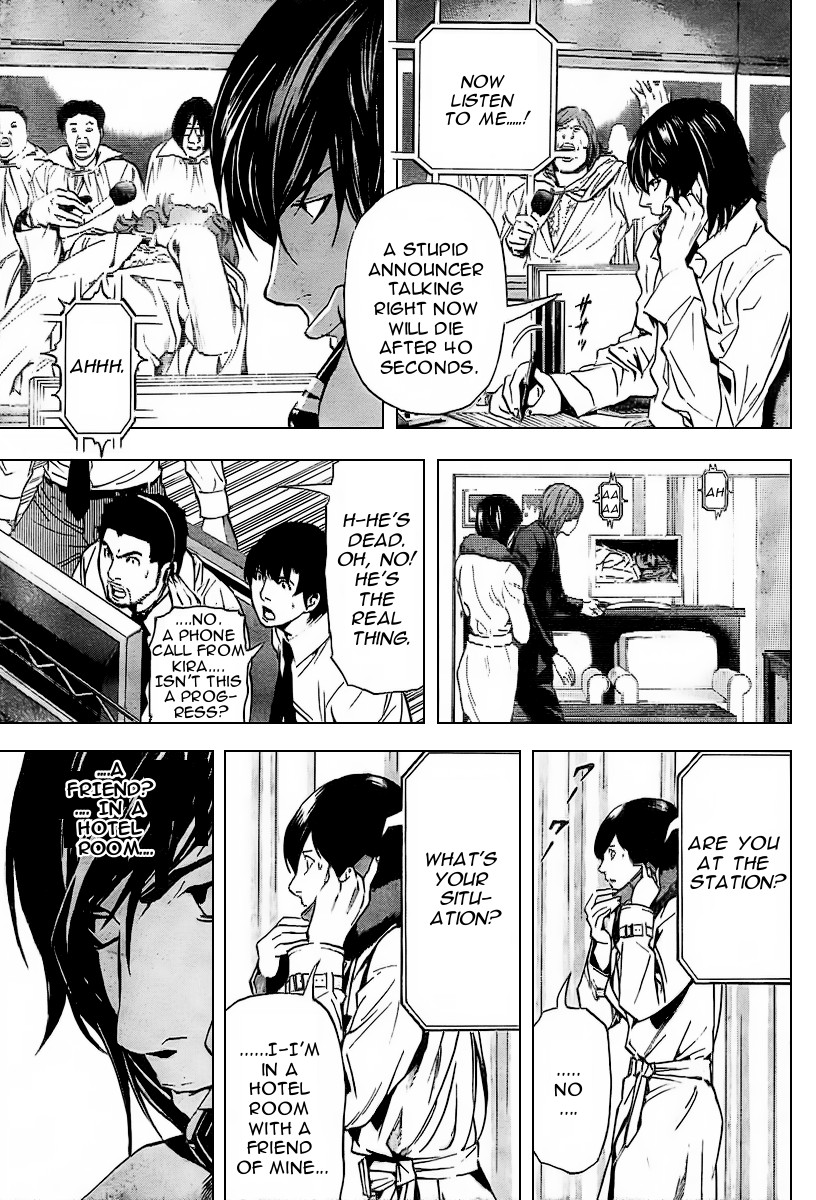 NOW
LISTEN
TO ME.....!
A STUPID
ANNOUNCER
TALKING
RIGHT NOW
WILL DIE
AFTER 40
SECONDS.
AHHH.
AH
AA
AA
H-HE'S
DEAD.
OH, NO!
HE'S
THE
REAL
THING.
....NO.
A PHONE
CALL FROM
KIRA....
ISN'T THIS
A PROG-
RESS?
ARE YOU
AT THE
STATION?
.....
NO
....
WHAT'S
YOUR
SITU-
ATION?
......I-I'M
IN A
HOTEL
ROOM
WITH A
FRIEND
OF MINE...
....A
FRIEND?
.... IN A
HOTEL
ROOM....